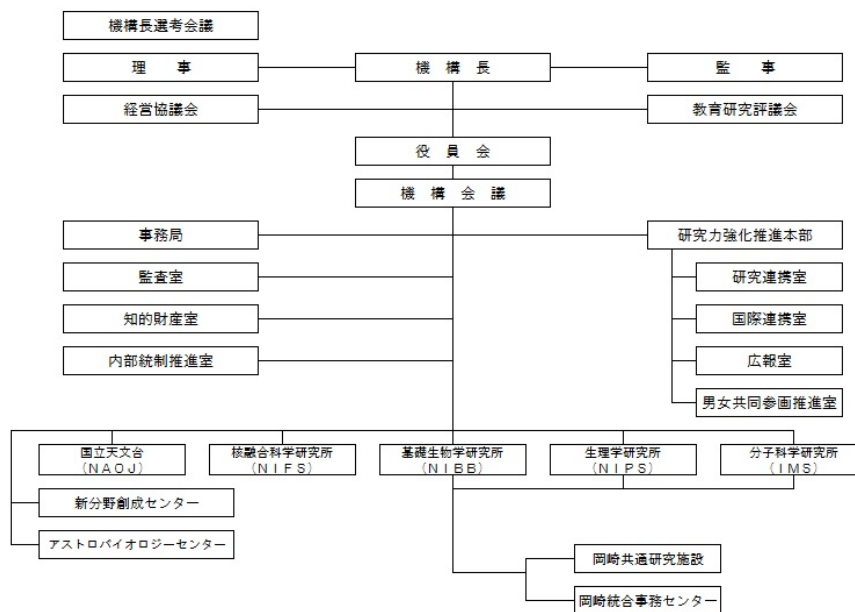 機構長選考会議
理　事
機　構　長
監　事
経営協議会
教育研究評議会
役　員　会
機　構　会　議
事務局
研究力強化推進本部
監査室
研究連携室
知的財産室
国際連携室
内部統制推進室
広報室
男女共同参画推進室
国立天文台
(ＮＡＯＪ)
核融合科学研究所
(ＮＩＦＳ)
基礎生物学研究所
(ＮＩＢＢ)
生理学研究所
(ＮＩＰＳ)
分子科学研究所
(ＩＭＳ)
新分野創成センター
アストロバイオロジーセンター
岡崎共通研究施設
岡崎統合事務センター